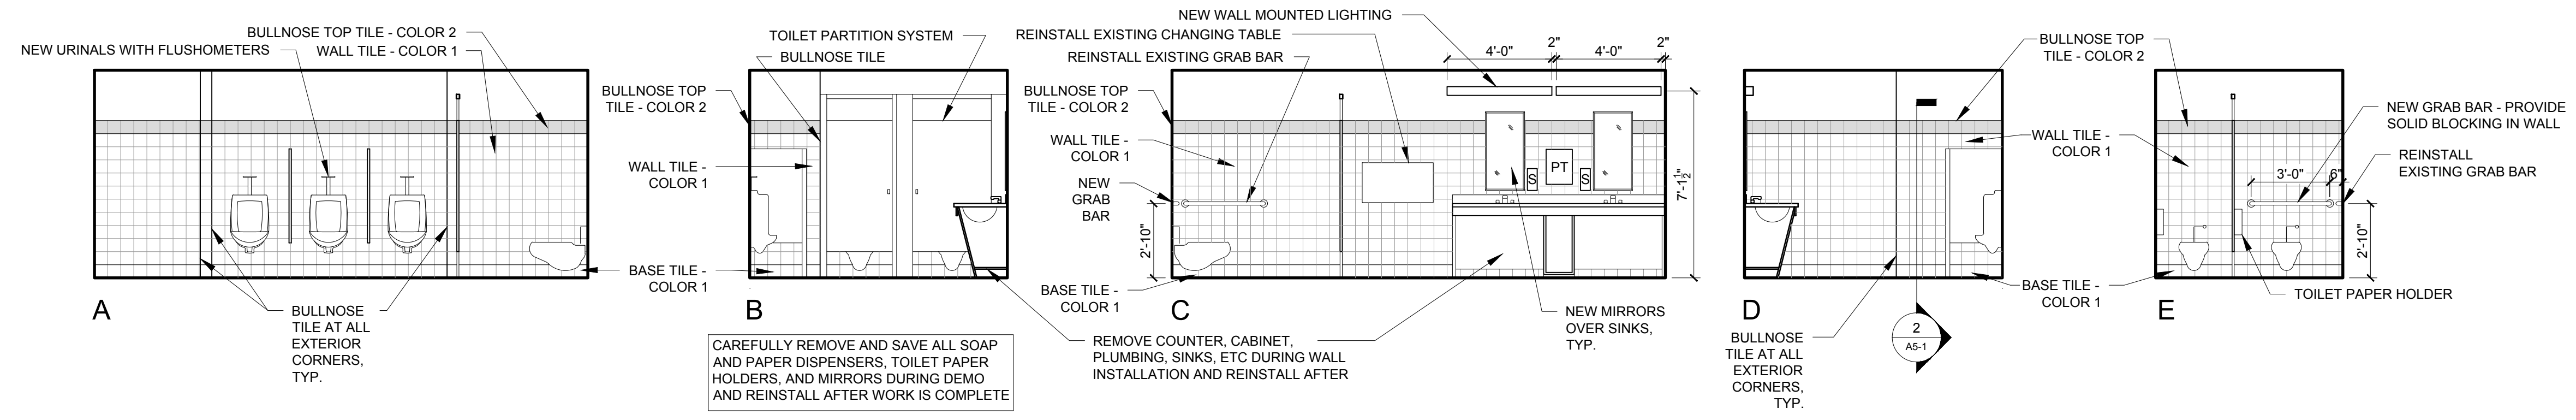 BULLNOSE TOP TILE - COLOR 2
NEW URINALS WITH FLUSHOMETERS
WALL TILE - COLOR 1
BULLNOSE
TILE AT ALL
EXTERIOR
CORNERS,
TYP.
A
TOILET PARTITION SYSTEM
BULLNOSE TILE
BULLNOSE TOP
TILE - COLOR 2
WALL TILE -
COLOR 1
BASE TILE -
COLOR 1
B
CAREFULLY REMOVE AND SAVE ALL SOAP
AND PAPER DISPENSERS, TOILET PAPER
HOLDERS, AND MIRRORS DURING DEMO
AND REINSTALL AFTER WORK IS COMPLETE
NEW WALL MOUNTED LIGHTING
REINSTALL EXISTING CHANGING TABLE
REINSTALL EXISTING GRAB BAR
4'-0"
2"
4'-0"
2"
BULLNOSE TOP
TILE - COLOR 2
WALL TILE -
COLOR 1
NEW
GRAB
BAR
2'-10"
S
PT
S
7'-1 1/2"
BASE TILE -
COLOR 1
C
REMOVE COUNTER, CABINET,
PLUMBING, SINKS, ETC DURING WALL
INSTALLATION AND REINSTALL AFTER
NEW MIRRORS
OVER SINKS,
TYP.
BULLNOSE TOP
TILE - COLOR 2
WALL TILE -
COLOR 1
BASE TILE -
COLOR 1
D
BULLNOSE
TILE AT ALL
EXTERIOR
CORNERS,
TYP.
2
A5-1
NEW GRAB BAR - PROVIDE
SOLID BLOCKING IN WALL
REINSTALL
EXISTING GRAB BAR
3'-0"
6"
2'-10"
TOILET PAPER HOLDER
E